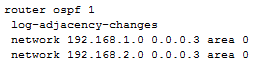 router ospf 1
log-adjacency-changes
network 192.168.1.0 0.0.0.3 area 0
network 192.168.2.0 0.0.0.3 area 0